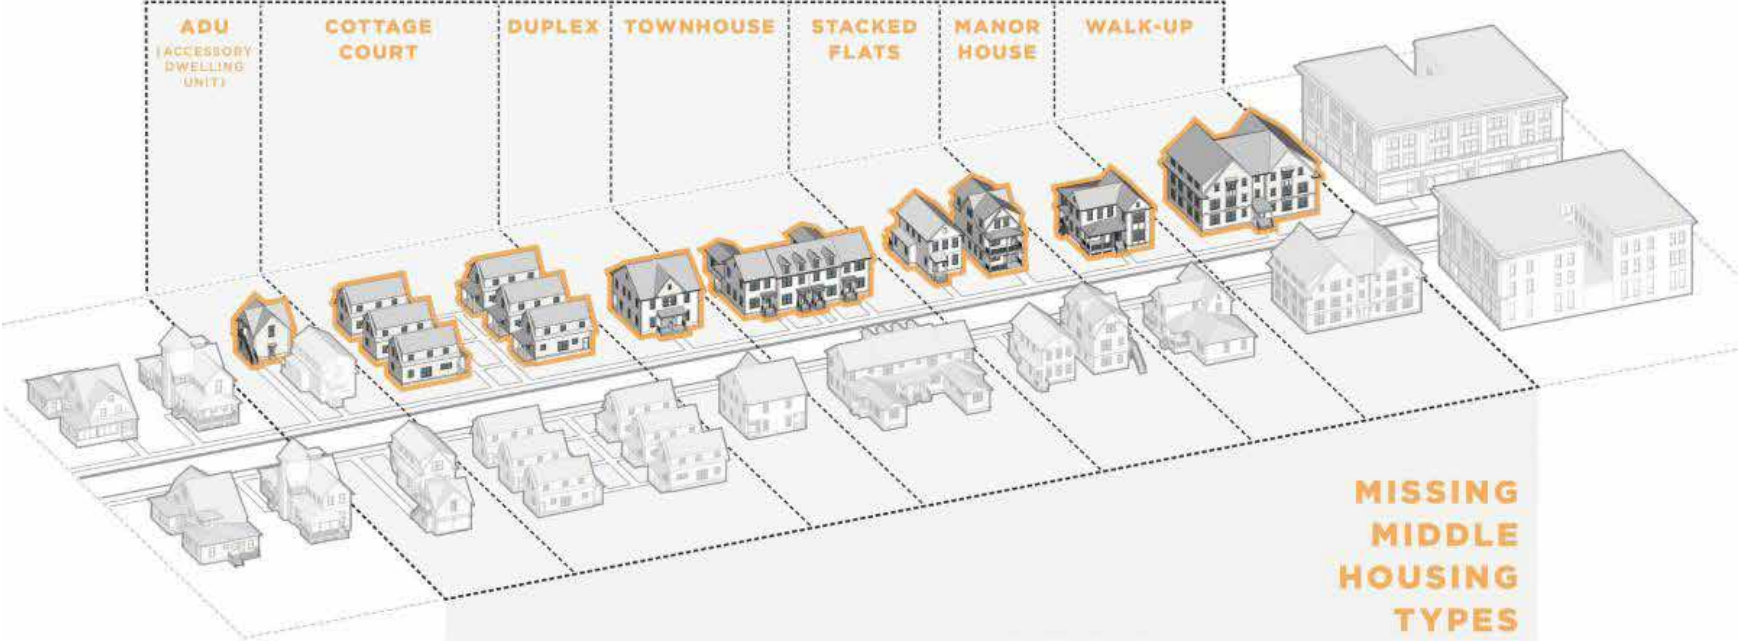 ADU
(ACCESSORY
DWELLING
UNIT)
COTTAGE
COURT
DUPLEX
TOWNHOUSE
STACKED
FLATS
MANOR
HOUSE
WALK-UP
MISSING
MIDDLE
HOUSING
TYPES